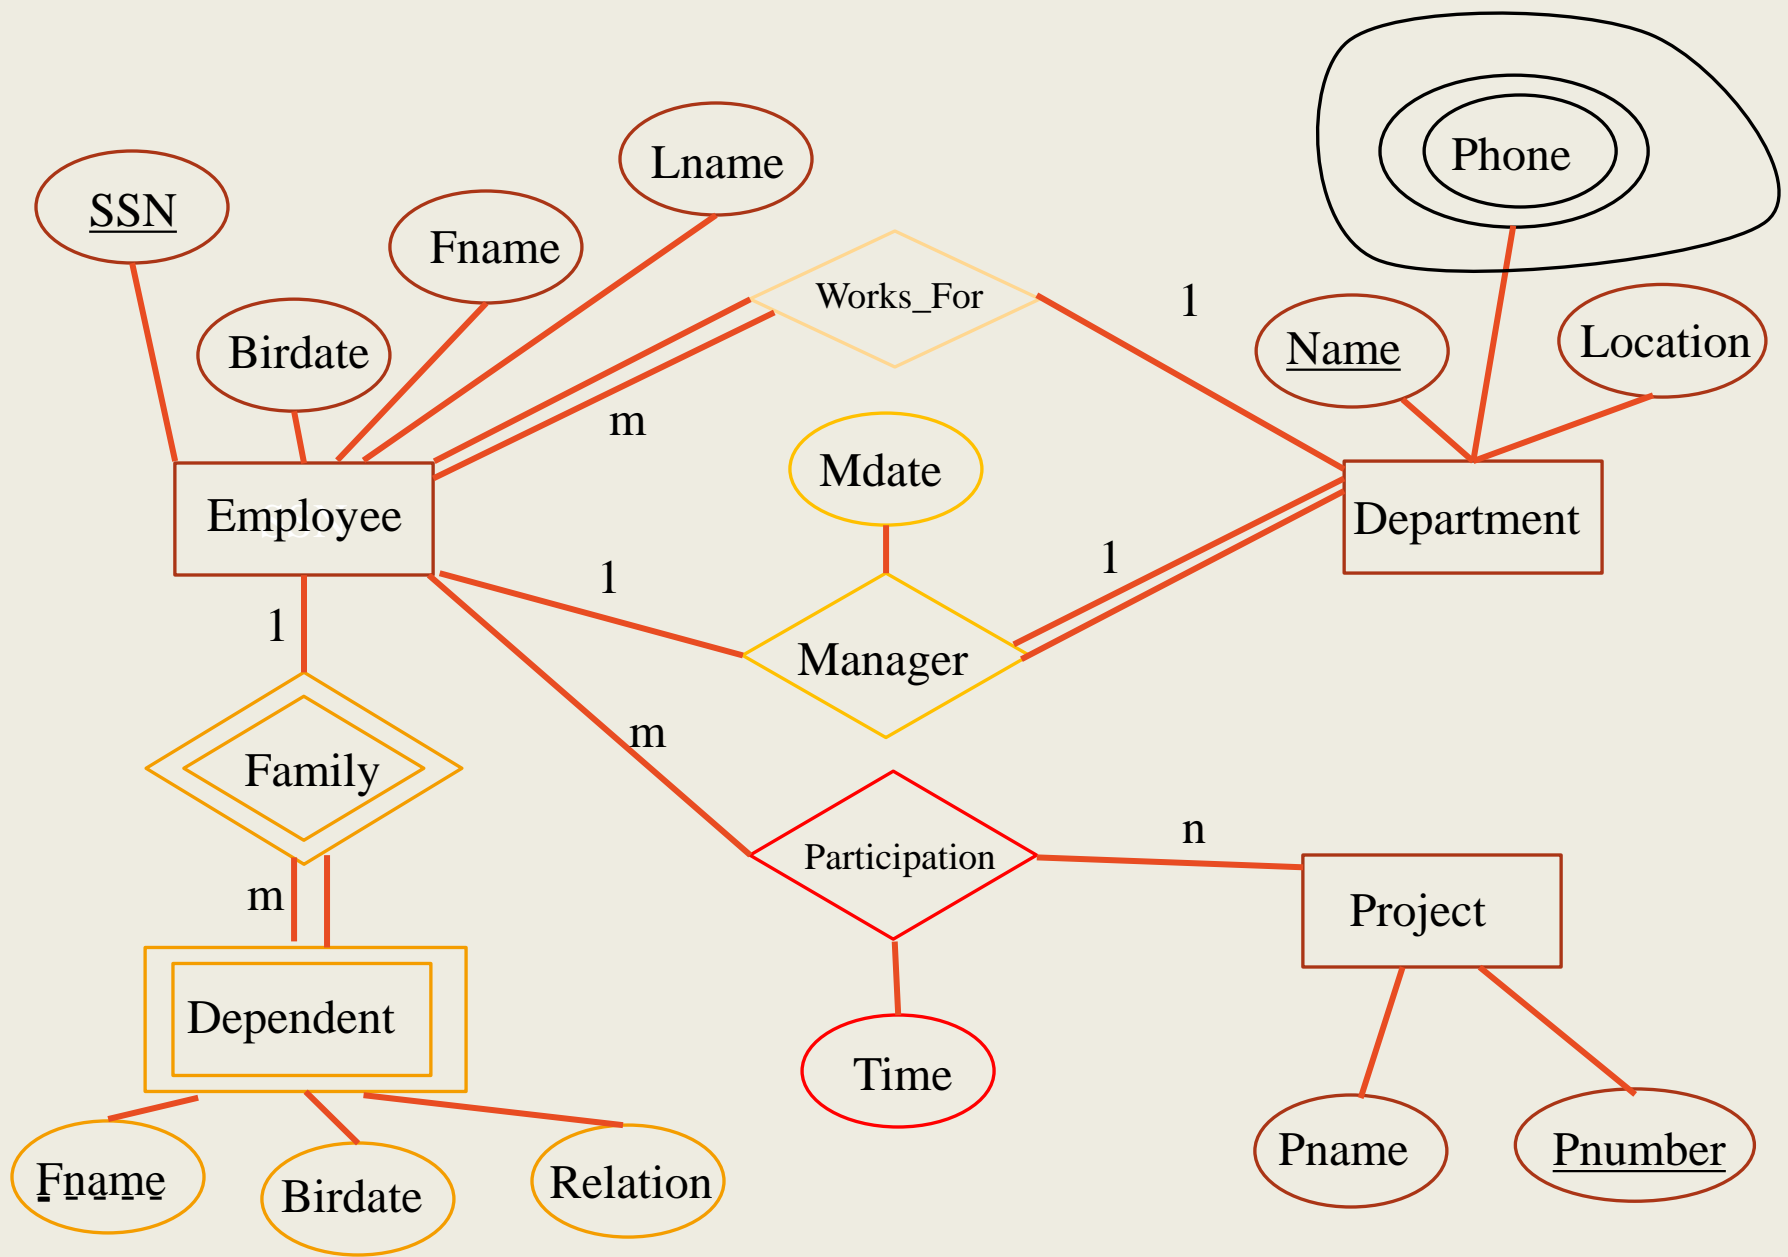 Lname
Phone
SSN
Fname
Works_For
1
Birdate
Name
Location
m
Mdate
Employee
Department
1
1
1
Manager
m
Family
n
Participation
m
Project
Dependent
Time
Pname
Pnumber
Fname
Birdate
Relation